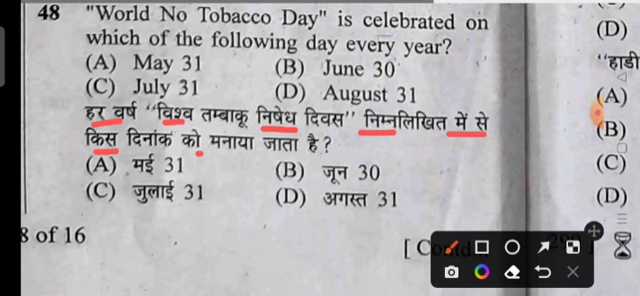 48 "World No Tobacco Day" is celebrated on
which of the following day every year?
(A) May 31 (B) June 30
(C) July 31 (D) August 31
हर वर्ष “विश्व तम्बाकू निषेध दिवस” निम्नलिखित में से
किस दिनांक को मनाया जाता है ?
(A) मई 31 (B) जून 30
(C) जुलाई 31 (D) अगस्त 31
8 of 16
(D)
"हाडी
(A)
(B)
(C)
(D)